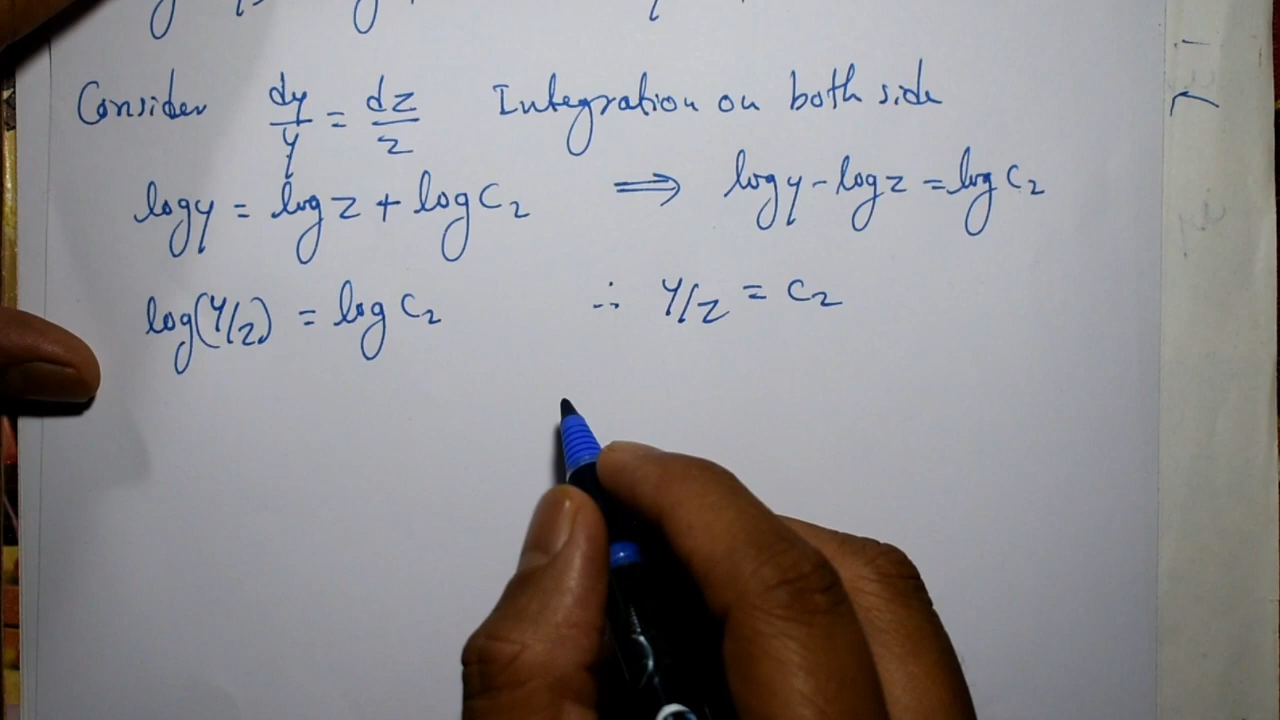 Consider dy/y = dz/z Integration on both side
log y = log z + log C₂ ⟹ log y - log z = log C₂
log(y/z) = log C₂ ∴ y/z = C₂